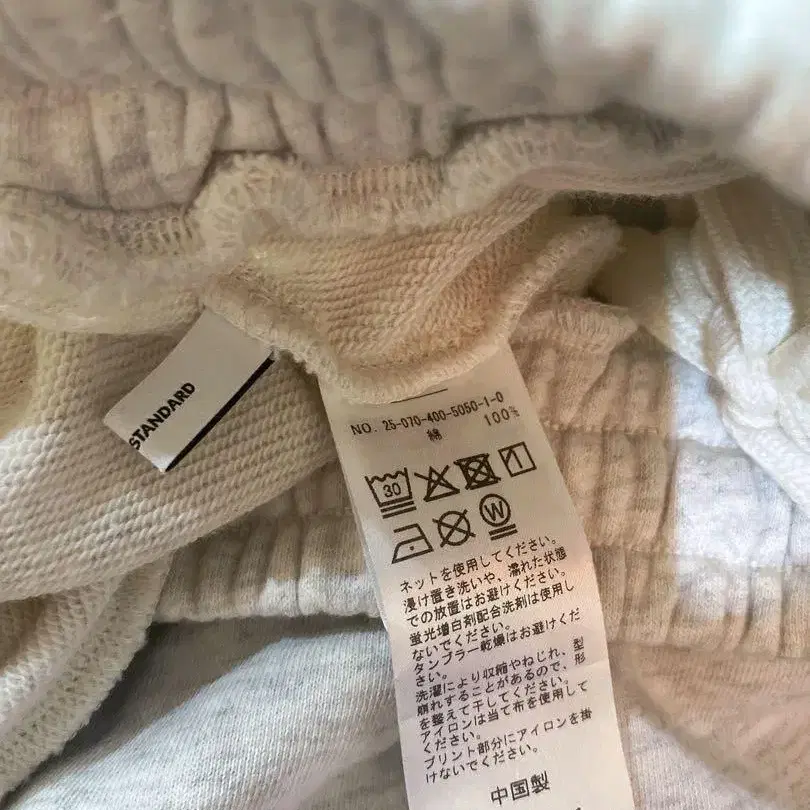 STANDARD
NO. 25-070-400-5050-1-0
綿 100%
30
ネットを使用してください。
浸け置き洗いや、濡れた状態
での放置はお避けください。
蛍光増白剤配合洗剤は使用し
ないでください。
タンブラー乾燥はお避けくだ
さい。
洗濯により収縮やねじれ、型
崩れすることがあるので、形
を整えて干してください。
アイロンは当て布を使用して
ください。
プリント部分にアイロンを掛
けないでください。
中国製